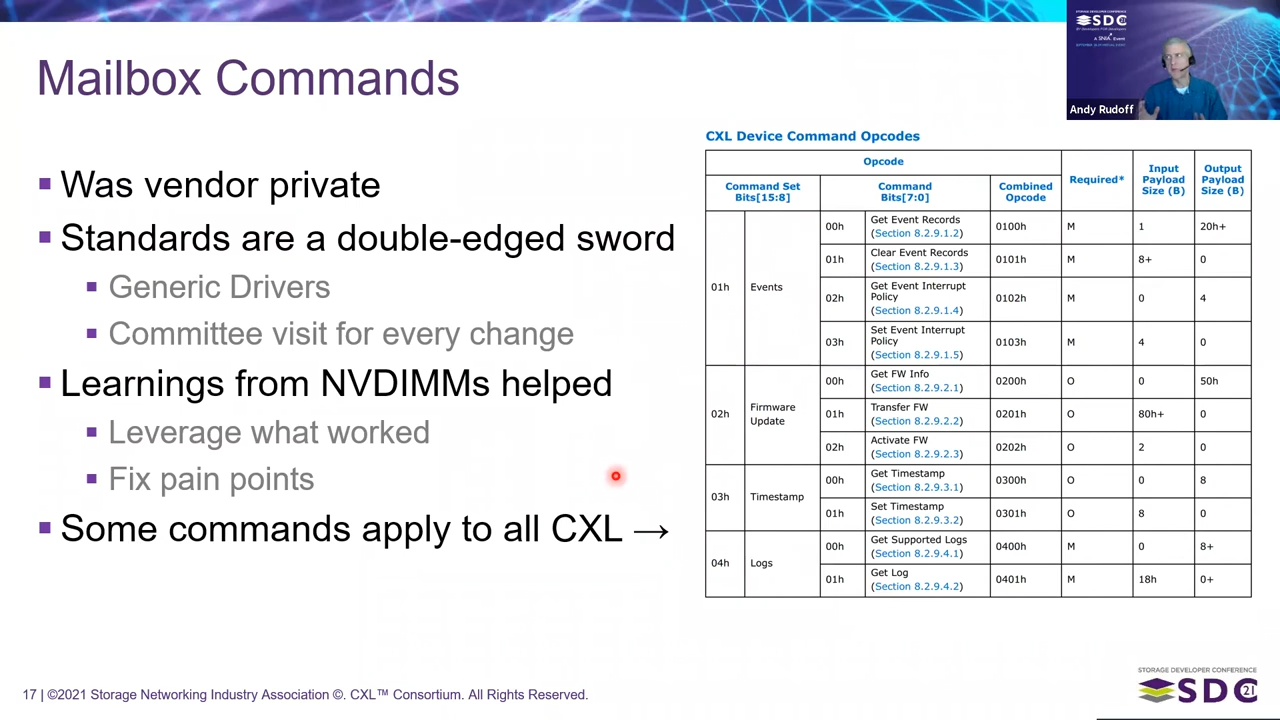 Mailbox Commands
Was vendor private
Standards are a double-edged sword
Generic Drivers
Committee visit for every change
Learnings from NVDIMMs helped
Leverage what worked
Fix pain points
Some commands apply to all CXL →
STORAGE DEVELOPER CONFERENCE
SDC 21
A SNIA Event
Andy Rudoff
CXL Device Command Opcodes
Opcode
Required*
Input Payload Size (B)
Output Payload Size (B)
Command Set Bits[15:8]
Command Bits[7:0]
Combined Opcode
01h Events
00h Get Event Records (Section 8.2.9.1.2) 0100h M 1 20h+
01h Clear Event Records (Section 8.2.9.1.3) 0101h M 8+ 0
02h Get Event Interrupt Policy (Section 8.2.9.1.4) 0102h M 0 4
03h Set Event Interrupt Policy (Section 8.2.9.1.5) 0103h M 4 0
02h Firmware Update
00h Get FW Info (Section 8.2.9.2.1) 0200h O 0 50h
01h Transfer FW (Section 8.2.9.2.2) 0201h O 80h+ 0
02h Activate FW (Section 8.2.9.2.3) 0202h O 2 0
03h Timestamp
00h Get Timestamp (Section 8.2.9.3.1) 0300h O 0 8
01h Set Timestamp (Section 8.2.9.3.2) 0301h O 8 0
04h Logs
00h Get Supported Logs (Section 8.2.9.4.1) 0400h M 0 8+
01h Get Log (Section 8.2.9.4.2) 0401h M 18h 0+
17 | ©2021 Storage Networking Industry Association ©. CXL™ Consortium. All Rights Reserved.
STORAGE DEVELOPER CONFERENCE
SDC 21